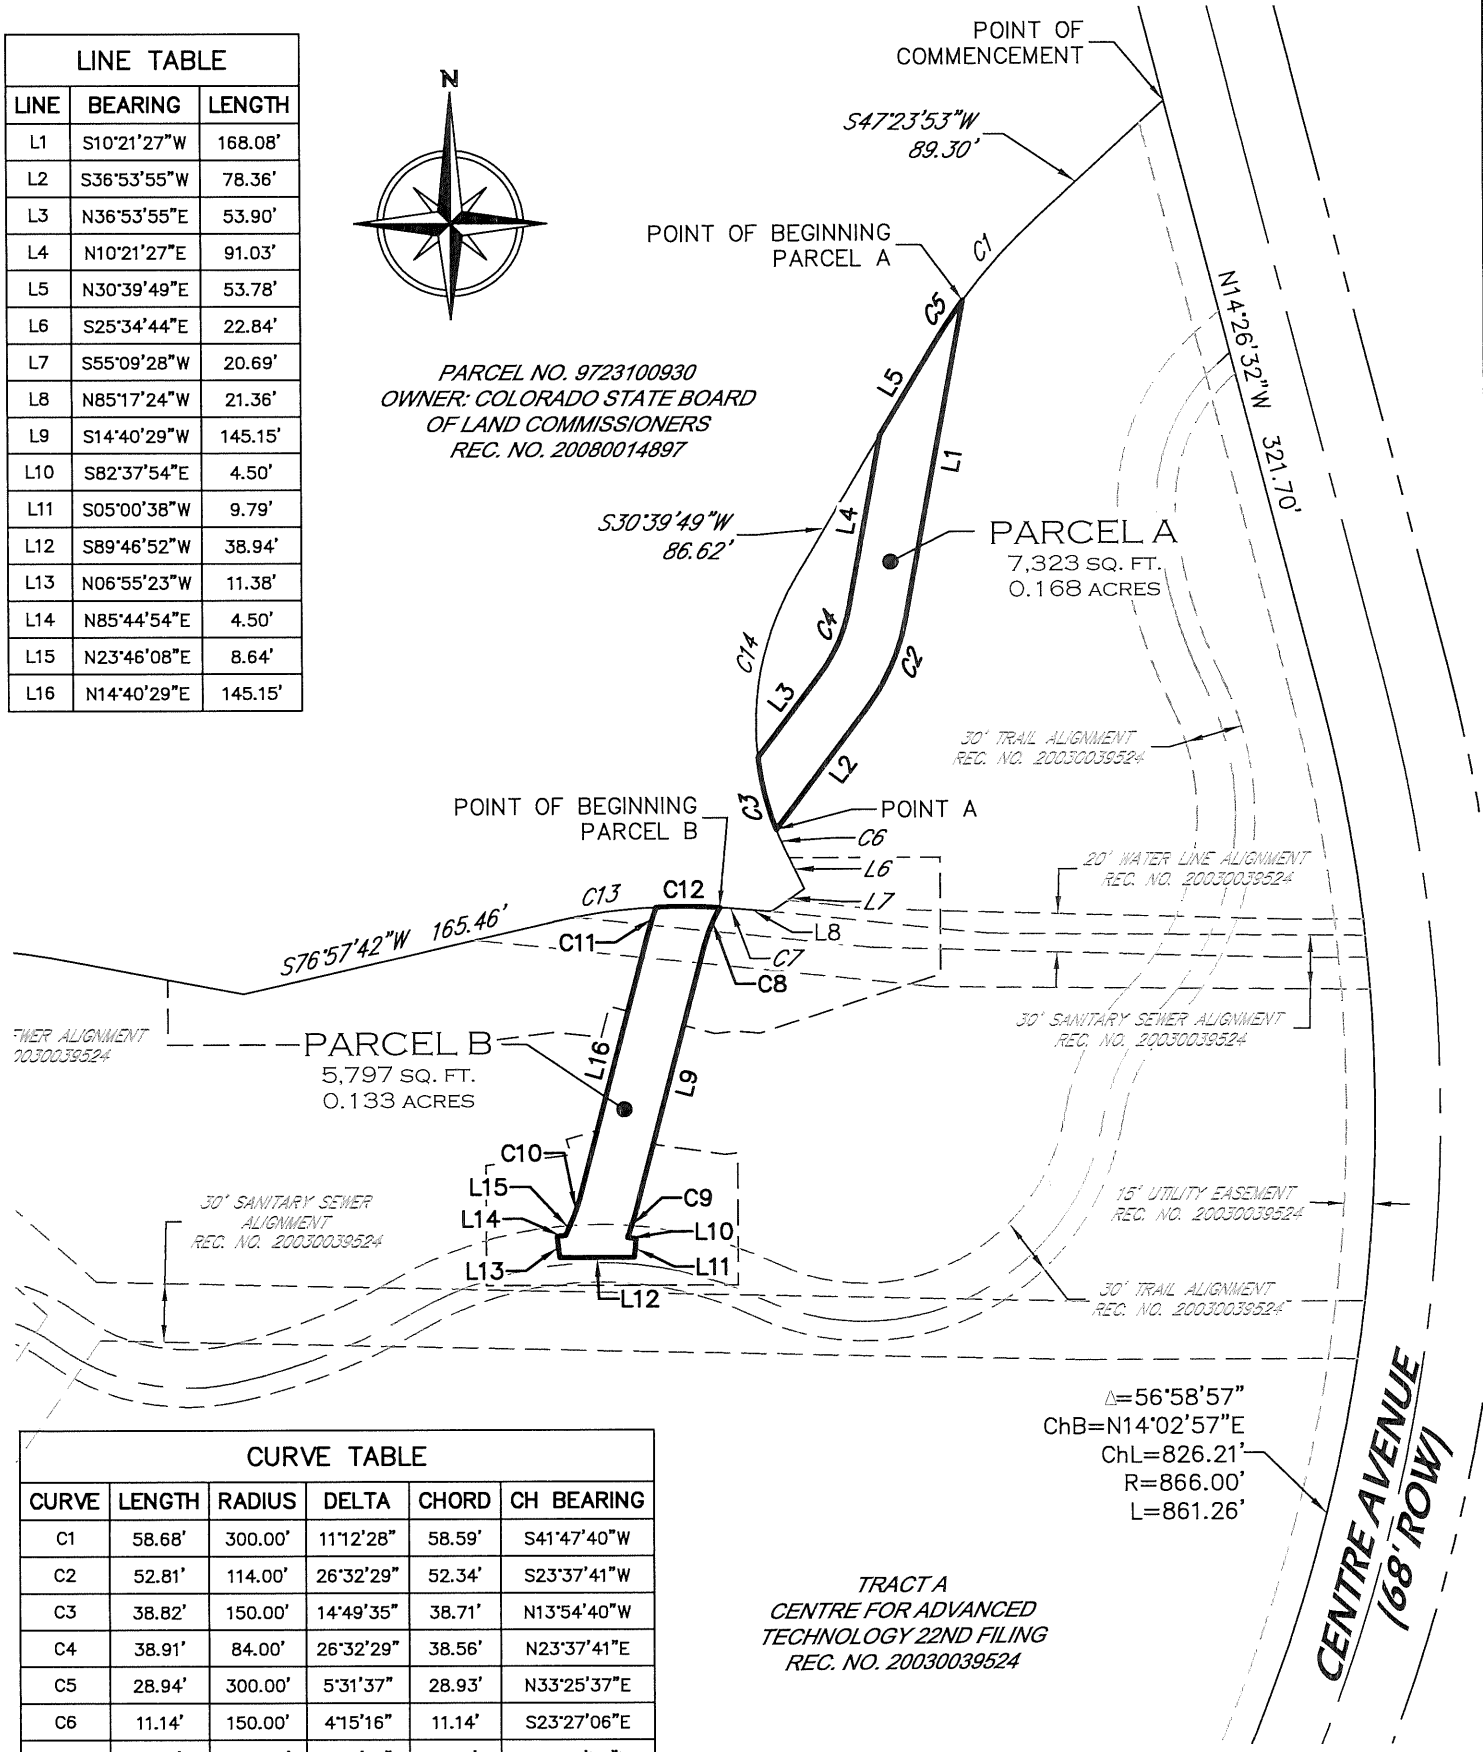 LINE TABLE
LINE BEARING LENGTH
L1 S10°21'27"W 168.08'
L2 S36°53'55"W 78.36'
L3 N36°53'55"E 53.90'
L4 N10°21'27"E 91.03'
L5 N30°39'49"E 53.78'
L6 S25°34'44"E 22.84'
L7 S55°09'28"W 20.69'
L8 N85°17'24"W 21.36'
L9 S14°40'29"W 145.15'
L10 S82°37'54"E 4.50'
L11 S05°00'38"W 9.79'
L12 S89°46'52"W 38.94'
L13 N06°55'23"W 11.38'
L14 N85°44'54"E 4.50'
L15 N23°46'08"E 8.64'
L16 N14°40'29"E 145.15'
N
POINT OF
COMMENCEMENT
S47°23'53"W
89.30'
POINT OF BEGINNING
PARCEL A
C1
C5
N14°26'32"W 321.70'
PARCEL NO. 9723100930
OWNER: COLORADO STATE BOARD
OF LAND COMMISSIONERS
REC. NO. 20080014897
L5
L1
S30°39'49"W
86.62'
L4
PARCEL A
7,323 SQ. FT.
0.168 ACRES
C4
C14
C2
L3
L2
30' TRAIL ALIGNMENT
REC. NO. 20030039524
POINT OF BEGINNING
PARCEL B
C3
POINT A
C6
L6
L7
20' WATER LINE ALIGNMENT
REC. NO. 20030039524
C13
C12
S76°57'42"W 165.46'
C11
L8
C7
C8
30' SANITARY SEWER ALIGNMENT
REC. NO. 20030039524
WER ALIGNMENT
0030039524
PARCEL B
5,797 SQ. FT.
0.133 ACRES
L16
L9
C10
L15
L14
L13
C9
L10
L11
L12
30' SANITARY SEWER
ALIGNMENT
REC. NO. 20030039524
15' UTILITY EASEMENT
REC. NO. 20030039524
30' TRAIL ALIGNMENT
REC. NO. 20030039524
Δ=56°58'57"
ChB=N14°02'57"E
ChL=826.21'
R=866.00'
L=861.26'
CENTRE AVENUE
(68' ROW)
TRACT A
CENTRE FOR ADVANCED
TECHNOLOGY 22ND FILING
REC. NO. 20030039524
CURVE TABLE
CURVE LENGTH RADIUS DELTA CHORD CH BEARING
C1 58.68' 300.00' 11°12'28" 58.59' S41°47'40"W
C2 52.81' 114.00' 26°32'29" 52.34' S23°37'41"W
C3 38.82' 150.00' 14°49'35" 38.71' N13°54'40"W
C4 38.91' 84.00' 26°32'29" 38.56' N23°37'41"E
C5 28.94' 300.00' 5°31'37" 28.93' N33°25'37"E
C6 11.14' 150.00' 4°15'16" 11.14' S23°27'06"E